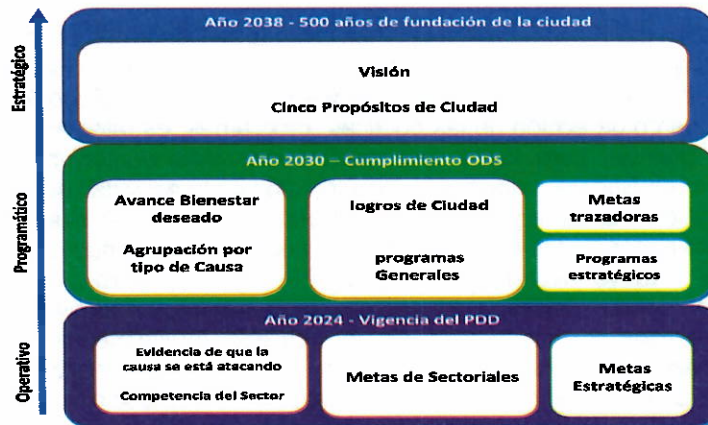 Año 2038 - 500 años de fundación de la ciudad
Estratégico
Visión
Cinco Propósitos de Ciudad
Año 2030 – Cumplimiento ODS
Programático
Avance Bienestar
deseado
Agrupación por
tipo de Causa
logros de Ciudad
programas
Generales
Metas
trazadoras
Programas
estratégicos
Año 2024 - Vigencia del PDD
Operativo
Evidencia de que la
causa se está atacando
Competencia del Sector
Metas de Sectoriales
Metas
Estratégicas